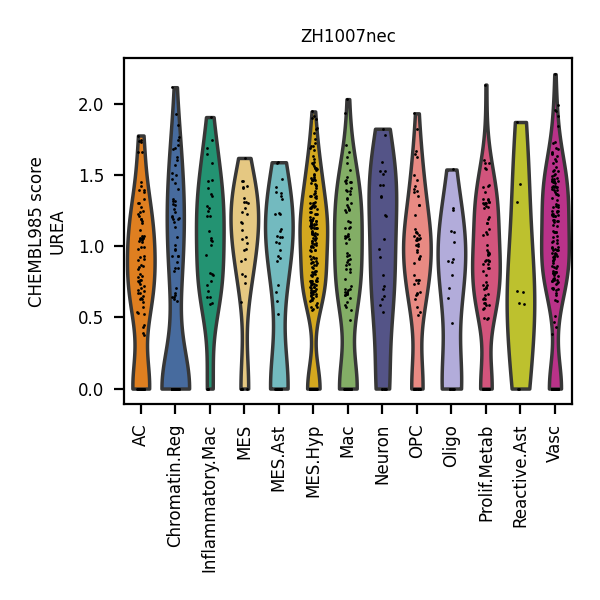 ZH1007nec
CHEMBL985 score
UREA
2.0
1.5
1.0
0.5
0.0
AC
Chromatin.Reg
Inflammatory.Mac
MES
MES.Ast
MES.Hyp
Mac
Neuron
OPC
Oligo
Prolif.Metab
Reactive.Ast
Vasc